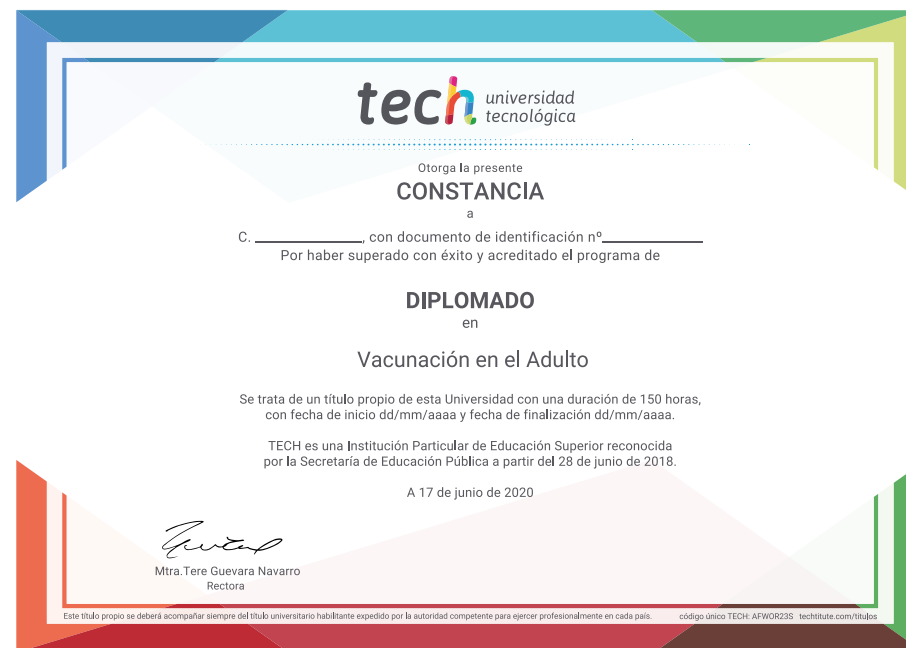 tech universidad
tecnológica
Otorga la presente
CONSTANCIA
a
C. ____________, con documento de identificación nº____________
Por haber superado con éxito y acreditado el programa de
DIPLOMADO
en
Vacunación en el Adulto
Se trata de un título propio de esta Universidad con una duración de 150 horas,
con fecha de inicio dd/mm/aaaa y fecha de finalización dd/mm/aaaa.
TECH es una Institución Particular de Educación Superior reconocida
por la Secretaría de Educación Pública a partir del 28 de junio de 2018.
A 17 de junio de 2020
Mtra.Tere Guevara Navarro
Rectora
Este título propio se deberá acompañar siempre del título universitario habilitante expedido por la autoridad competente para ejercer profesionalmente en cada país. código único TECH: AFWOR23S techtitute.com/titulos